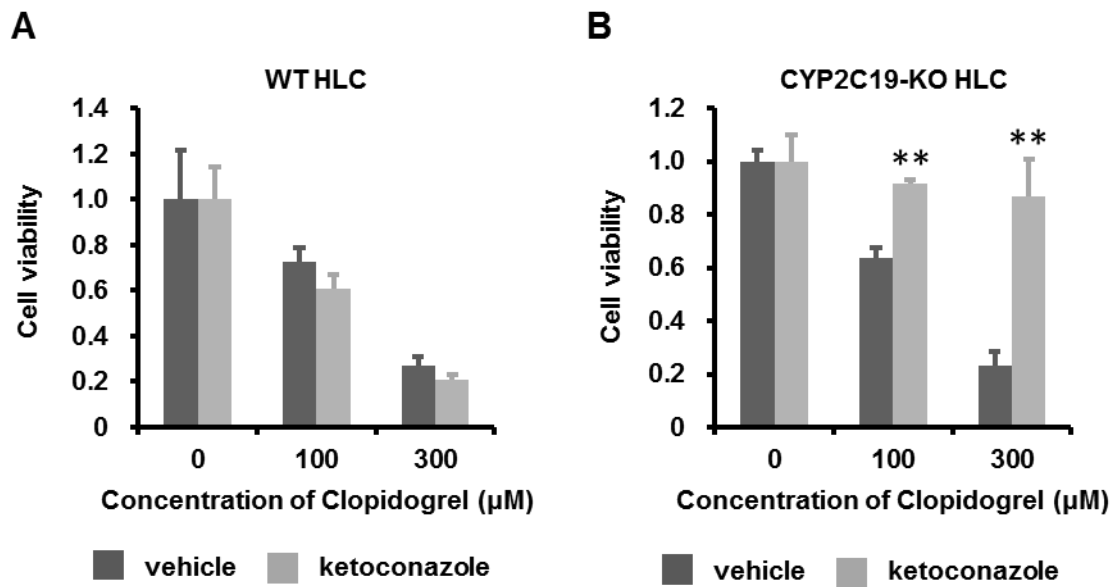 A
WT HLC
1.4
1.2
1.0
0.8
0.6
0.4
0.2
0
Cell viability
0 100 300
Concentration of Clopidogrel (µM)
vehicle ketoconazole
B
CYP2C19-KO HLC
1.2
1.0
0.8
0.6
0.4
0.2
0
Cell viability
** **
0 100 300
Concentration of Clopidogrel (µM)
vehicle ketoconazole